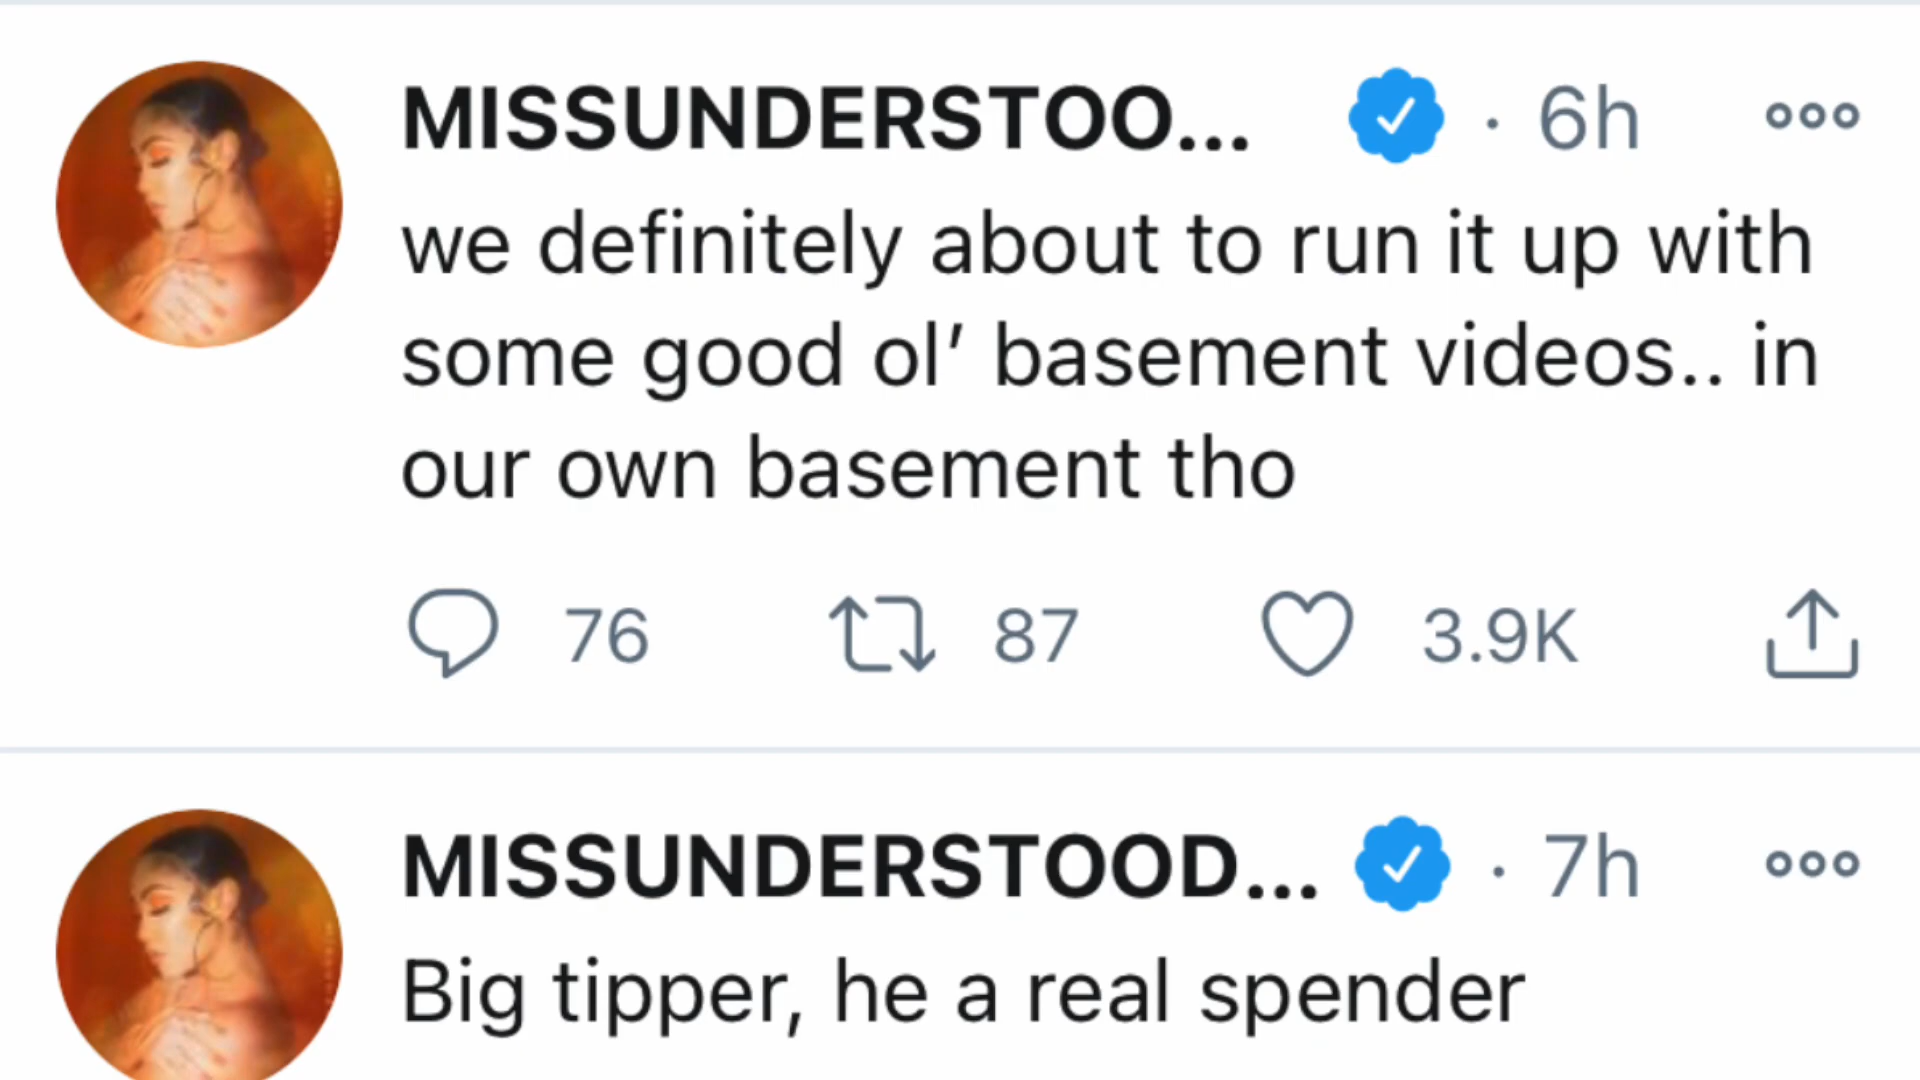 MISSUNDERSTOO... · 6h
we definitely about to run it up with
some good ol’ basement videos.. in
our own basement tho
76 87 3.9K
MISSUNDERSTOOD... · 7h
Big tipper, he a real spender